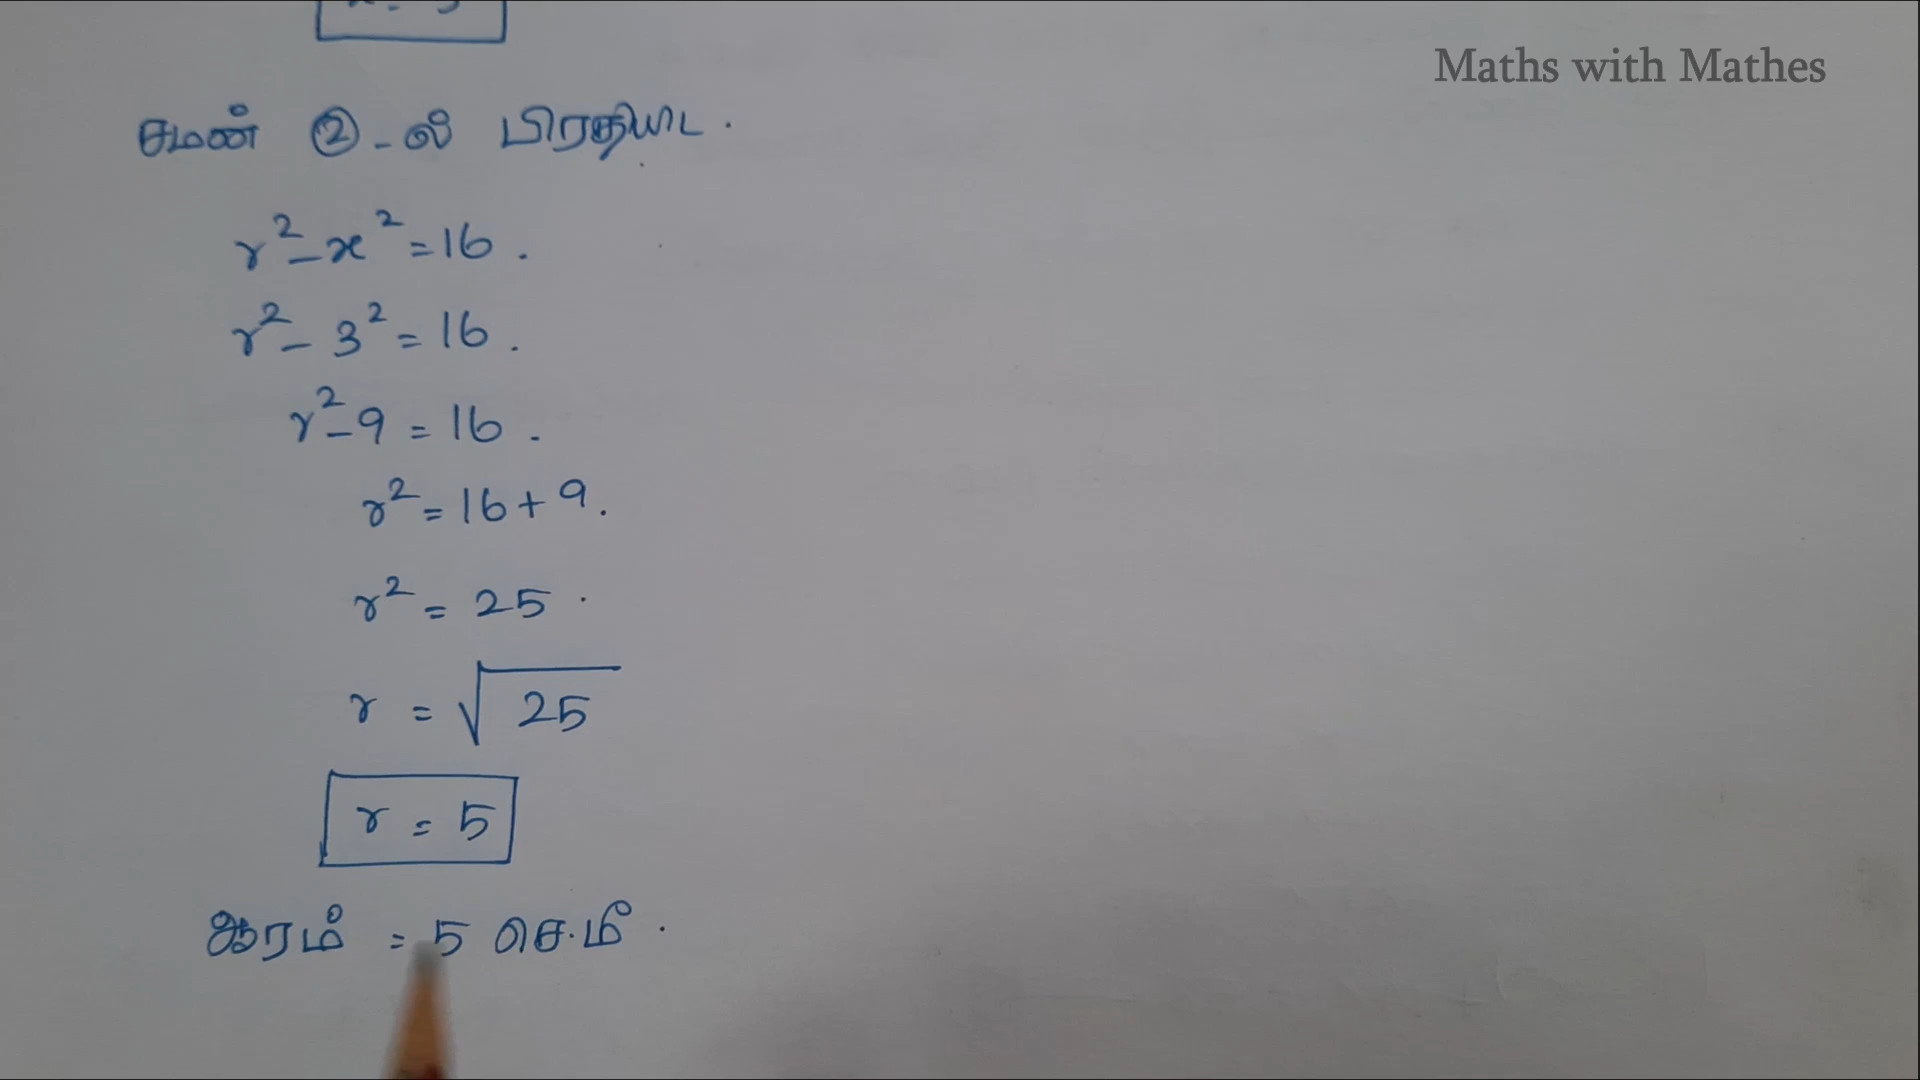 Maths with Mathes
சமன் ②-ல் பிரதியிட.
r² - x² = 16.
r² - 3² = 16.
r² - 9 = 16.
r² = 16 + 9.
r² = 25.
r = √25
r = 5
ஆரம் = 5 செ.மீ.